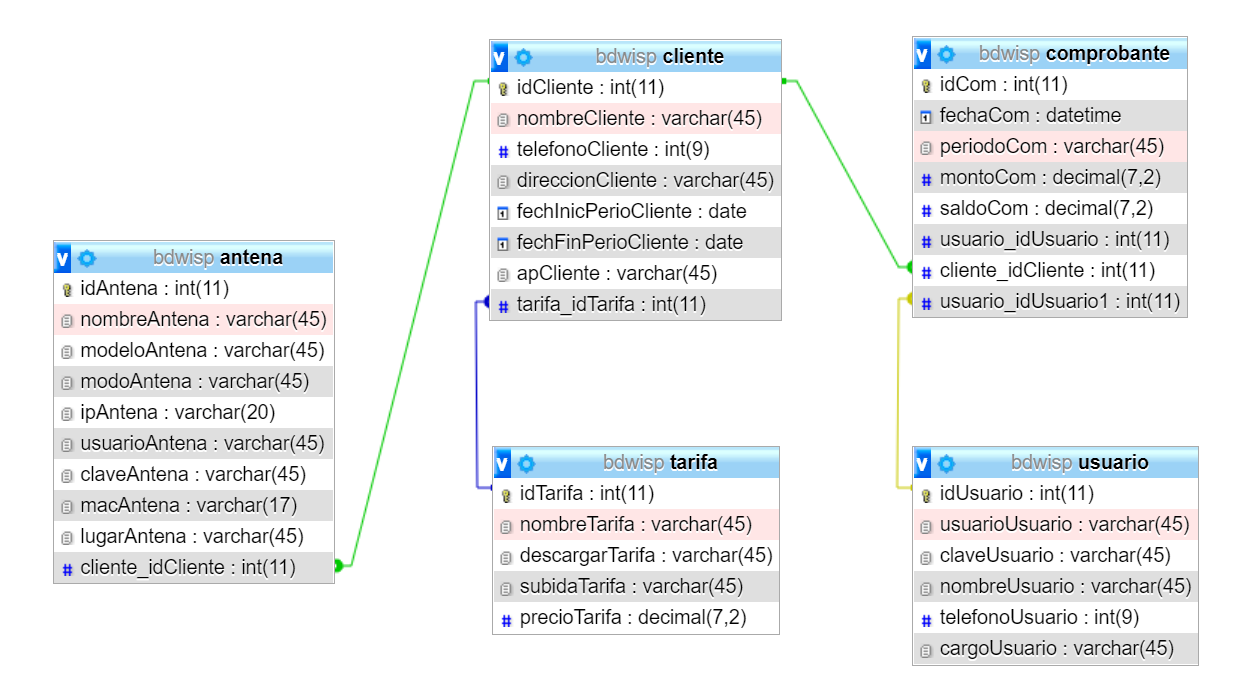 bdwisp cliente
idCliente : int(11)
nombreCliente : varchar(45)
telefonoCliente : int(9)
direccionCliente : varchar(45)
fechInicPerioCliente : date
fechFinPerioCliente : date
apCliente : varchar(45)
tarifa_idTarifa : int(11)
bdwisp comprobante
idCom : int(11)
fechaCom : datetime
periodoCom : varchar(45)
montoCom : decimal(7,2)
saldoCom : decimal(7,2)
usuario_idUsuario : int(11)
cliente_idCliente : int(11)
usuario_idUsuario1 : int(11)
bdwisp antena
idAntena : int(11)
nombreAntena : varchar(45)
modeloAntena : varchar(45)
modoAntena : varchar(45)
ipAntena : varchar(20)
usuarioAntena : varchar(45)
claveAntena : varchar(45)
macAntena : varchar(17)
lugarAntena : varchar(45)
cliente_idCliente : int(11)
bdwisp tarifa
idTarifa : int(11)
nombreTarifa : varchar(45)
descargarTarifa : varchar(45)
subidaTarifa : varchar(45)
precioTarifa : decimal(7,2)
bdwisp usuario
idUsuario : int(11)
usuarioUsuario : varchar(45)
claveUsuario : varchar(45)
nombreUsuario : varchar(45)
telefonoUsuario : int(9)
cargoUsuario : varchar(45)